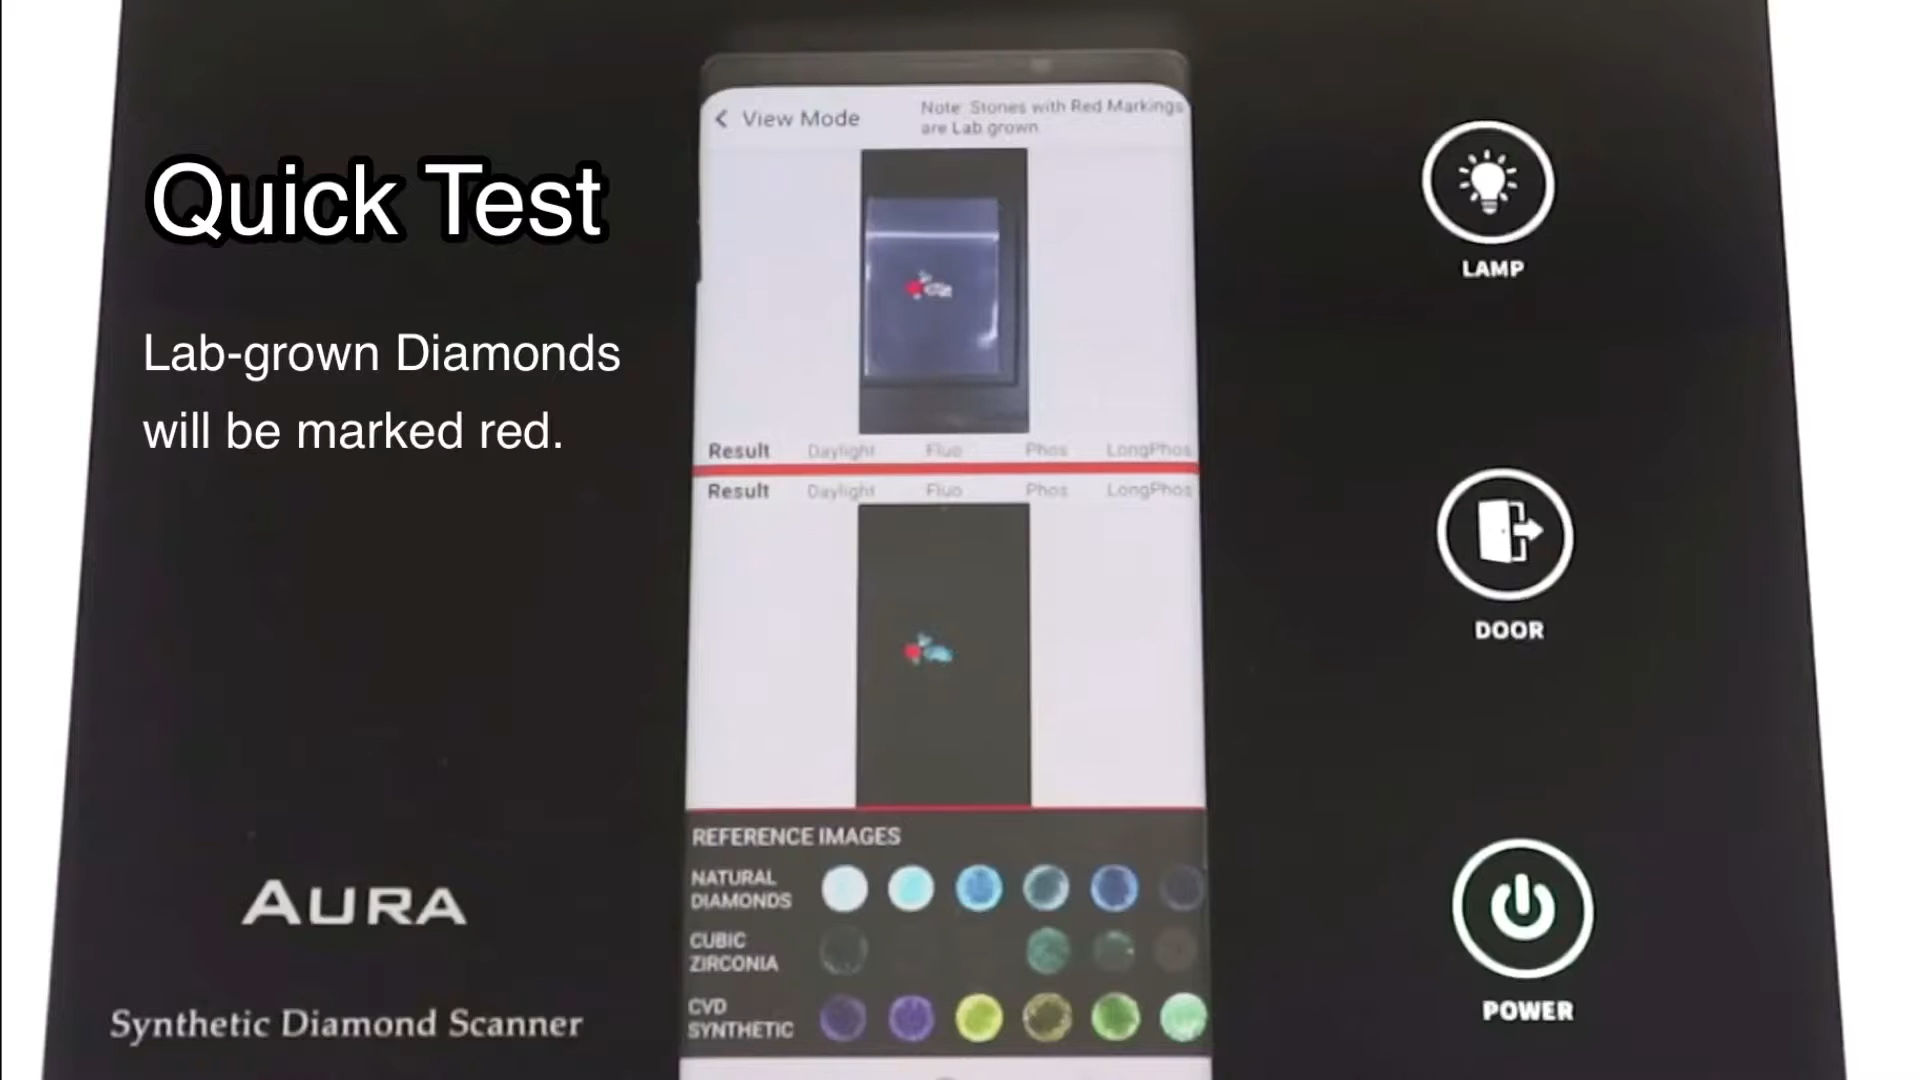 Quick Test
Lab-grown Diamonds
will be marked red.
AURA
Synthetic Diamond Scanner
View Mode
Note: Stones with Red Markings
are Lab grown
Result Daylight Fluo Phos LongPhos
Result Daylight Fluo Phos LongPhos
REFERENCE IMAGES
NATURAL
DIAMONDS
CUBIC
ZIRCONIA
CVD
SYNTHETIC
LAMP
DOOR
POWER